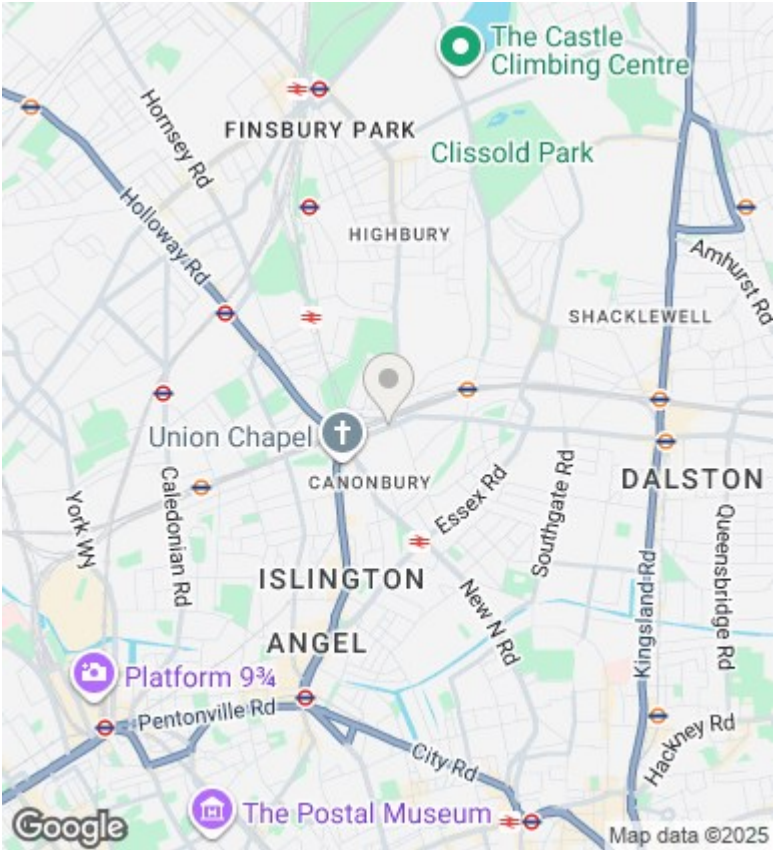 The Castle
Climbing Centre
Hornsey Rd
FINSBURY PARK
Clissold Park
Holloway Rd
HIGHBURY
Amhurst Rd
SHACKLEWELL
Union Chapel
CANONBURY
DALSTON
York Wy
Caledonian Rd
Essex Rd
Southgate Rd
Queensbridge Rd
ISLINGTON
New N Rd
Kingsland Rd
ANGEL
Platform 9¾
Pentonville Rd
City Rd
Hackney Rd
The Postal Museum
Google
Map data ©2025